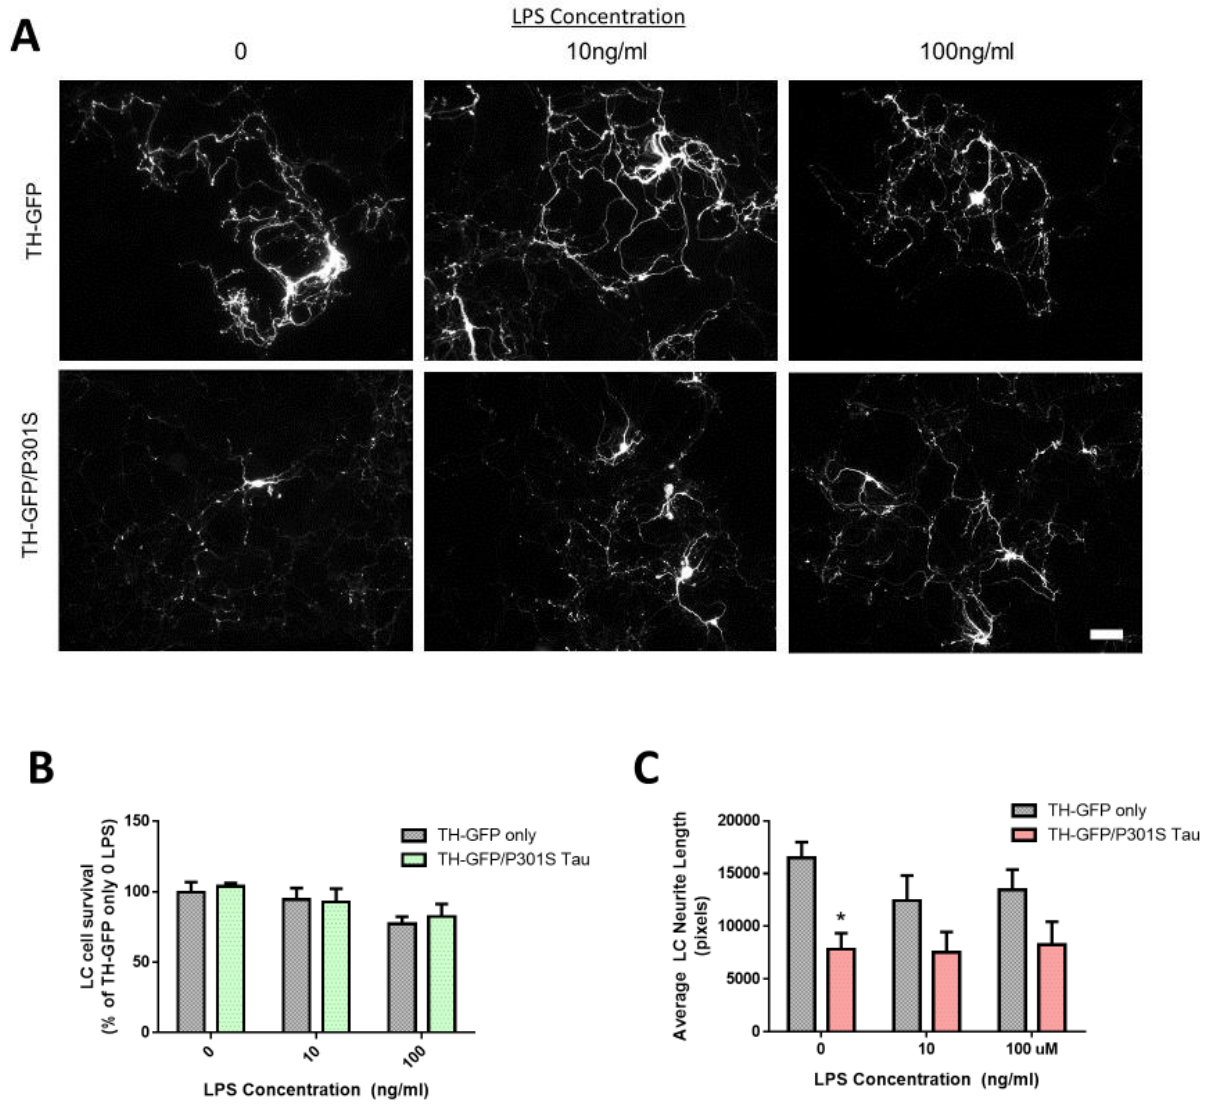 LPS Concentration
A
0
10ng/ml
100ng/ml
TH-GFP
TH-GFP/P301S
B
LC cell survival
(% of TH-GFP only 0 LPS)
150
100
50
0
TH-GFP only
TH-GFP/P301S Tau
0
10
100
LPS Concentration (ng/ml)
C
Average LC Neurite Length
(pixels)
20000
15000
10000
5000
0
*
TH-GFP only
TH-GFP/P301S Tau
0
10
100 uM
LPS Concentration (ng/ml)